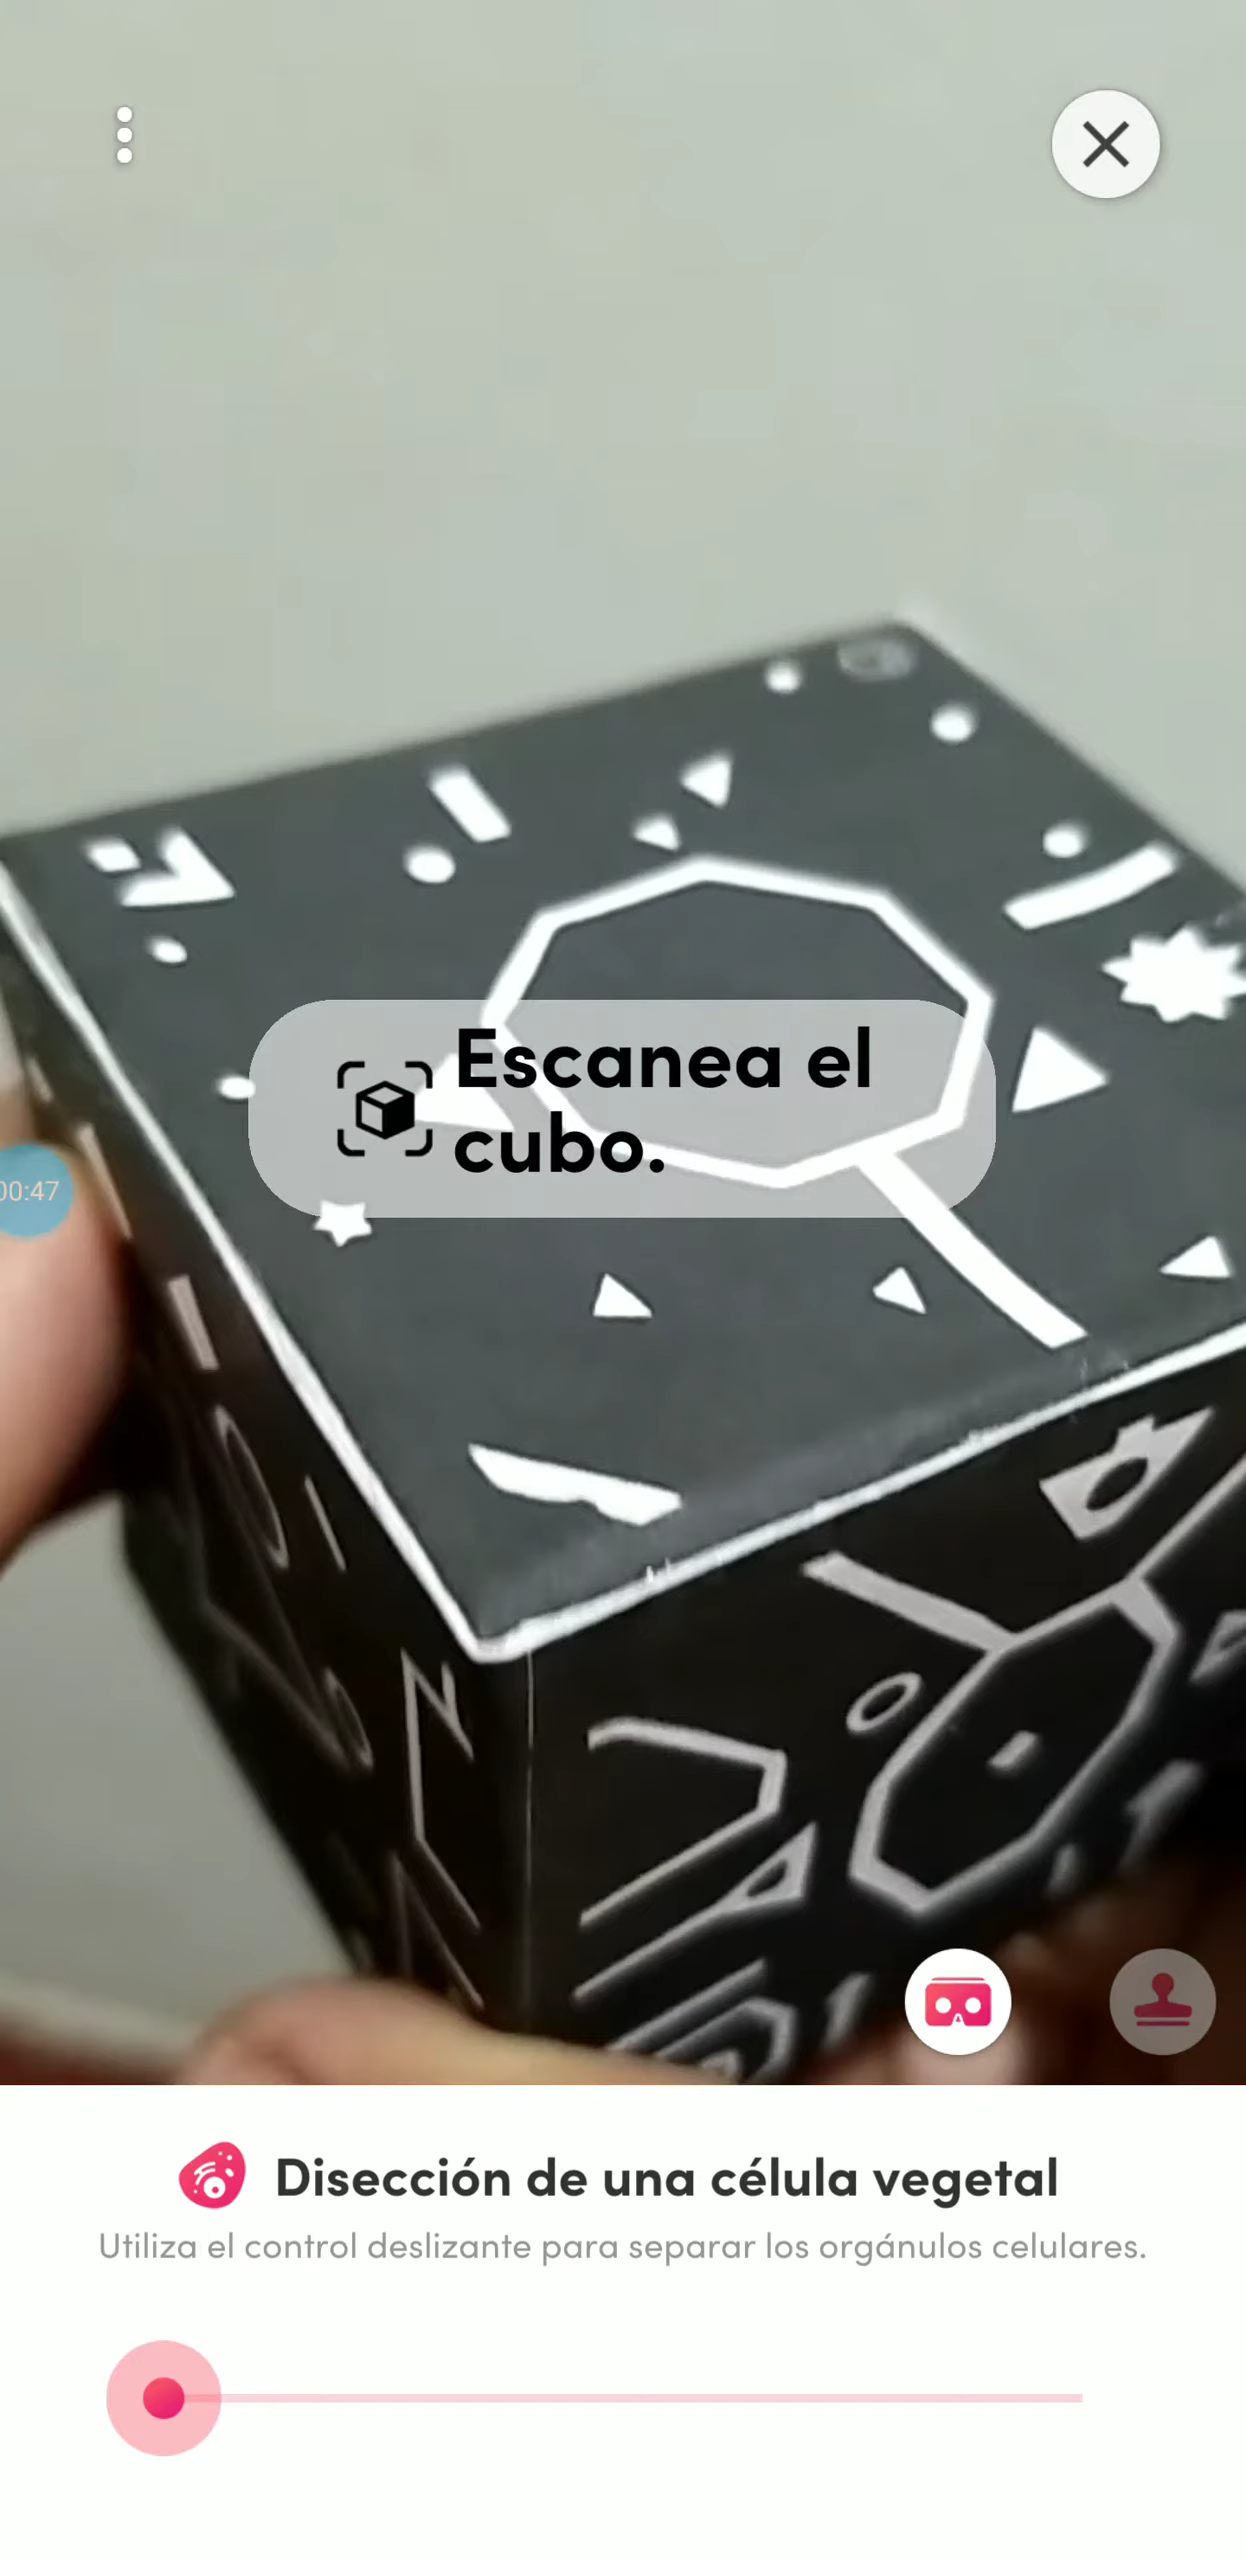 Escanea el
cubo.
00:47
Disección de una célula vegetal
Utiliza el control deslizante para separar los orgánulos celulares.